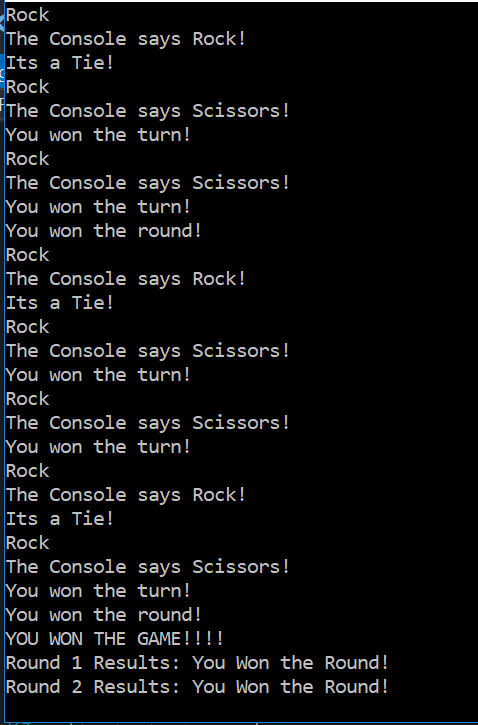 Rock
The Console says Rock!
Its a Tie!
Rock
The Console says Scissors!
You won the turn!
Rock
The Console says Scissors!
You won the turn!
You won the round!
Rock
The Console says Rock!
Its a Tie!
Rock
The Console says Scissors!
You won the turn!
Rock
The Console says Scissors!
You won the turn!
Rock
The Console says Rock!
Its a Tie!
Rock
The Console says Scissors!
You won the turn!
You won the round!
YOU WON THE GAME!!!!
Round 1 Results: You Won the Round!
Round 2 Results: You Won the Round!